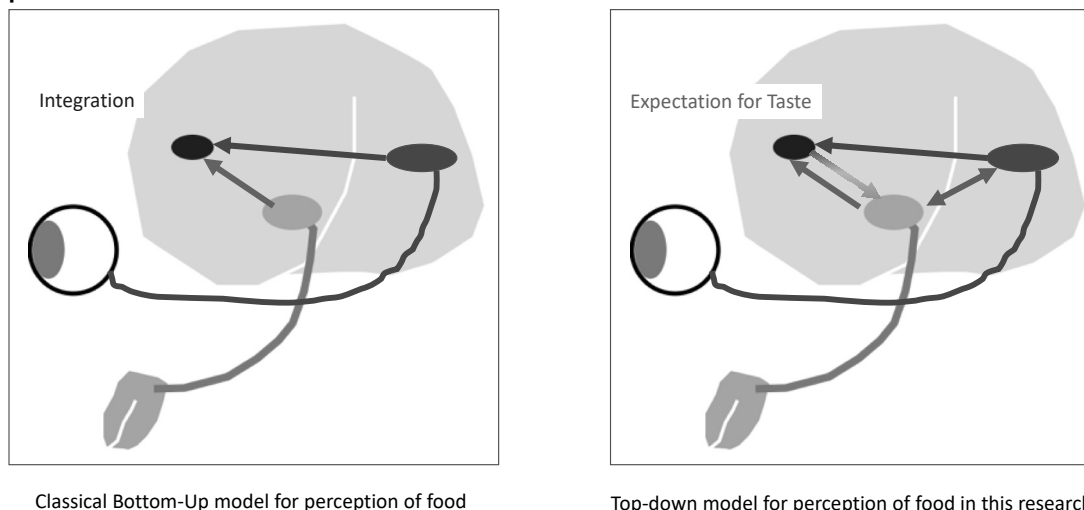 Integration
Expectation for Taste
Classical Bottom-Up model for perception of food
Top-down model for perception of food in this research